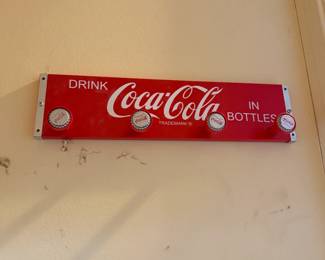 DRINK
Coca-Cola
TRADEMARK ®
IN
BOTTLES